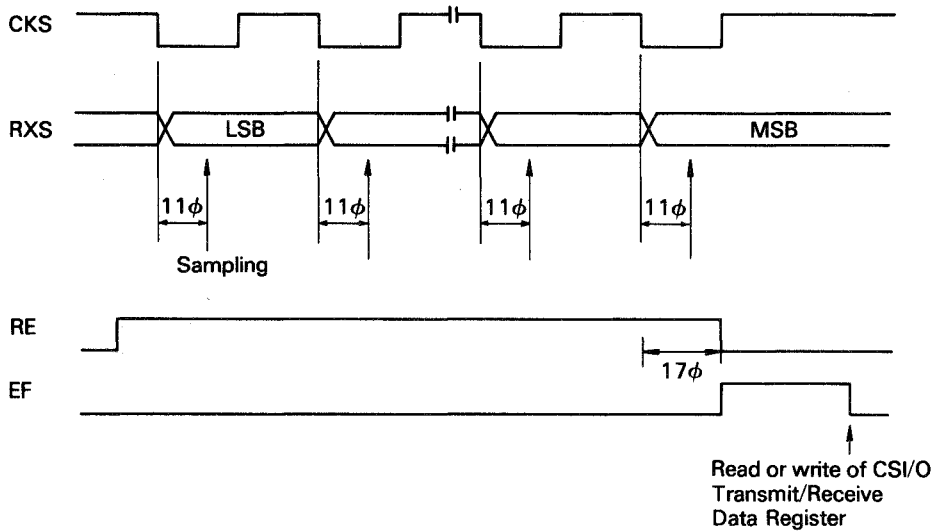 CKS
RXS
LSB
MSB
11ϕ
11ϕ
11ϕ
11ϕ
Sampling
RE
17ϕ
EF
Read or write of CSI/O
Transmit/Receive
Data Register